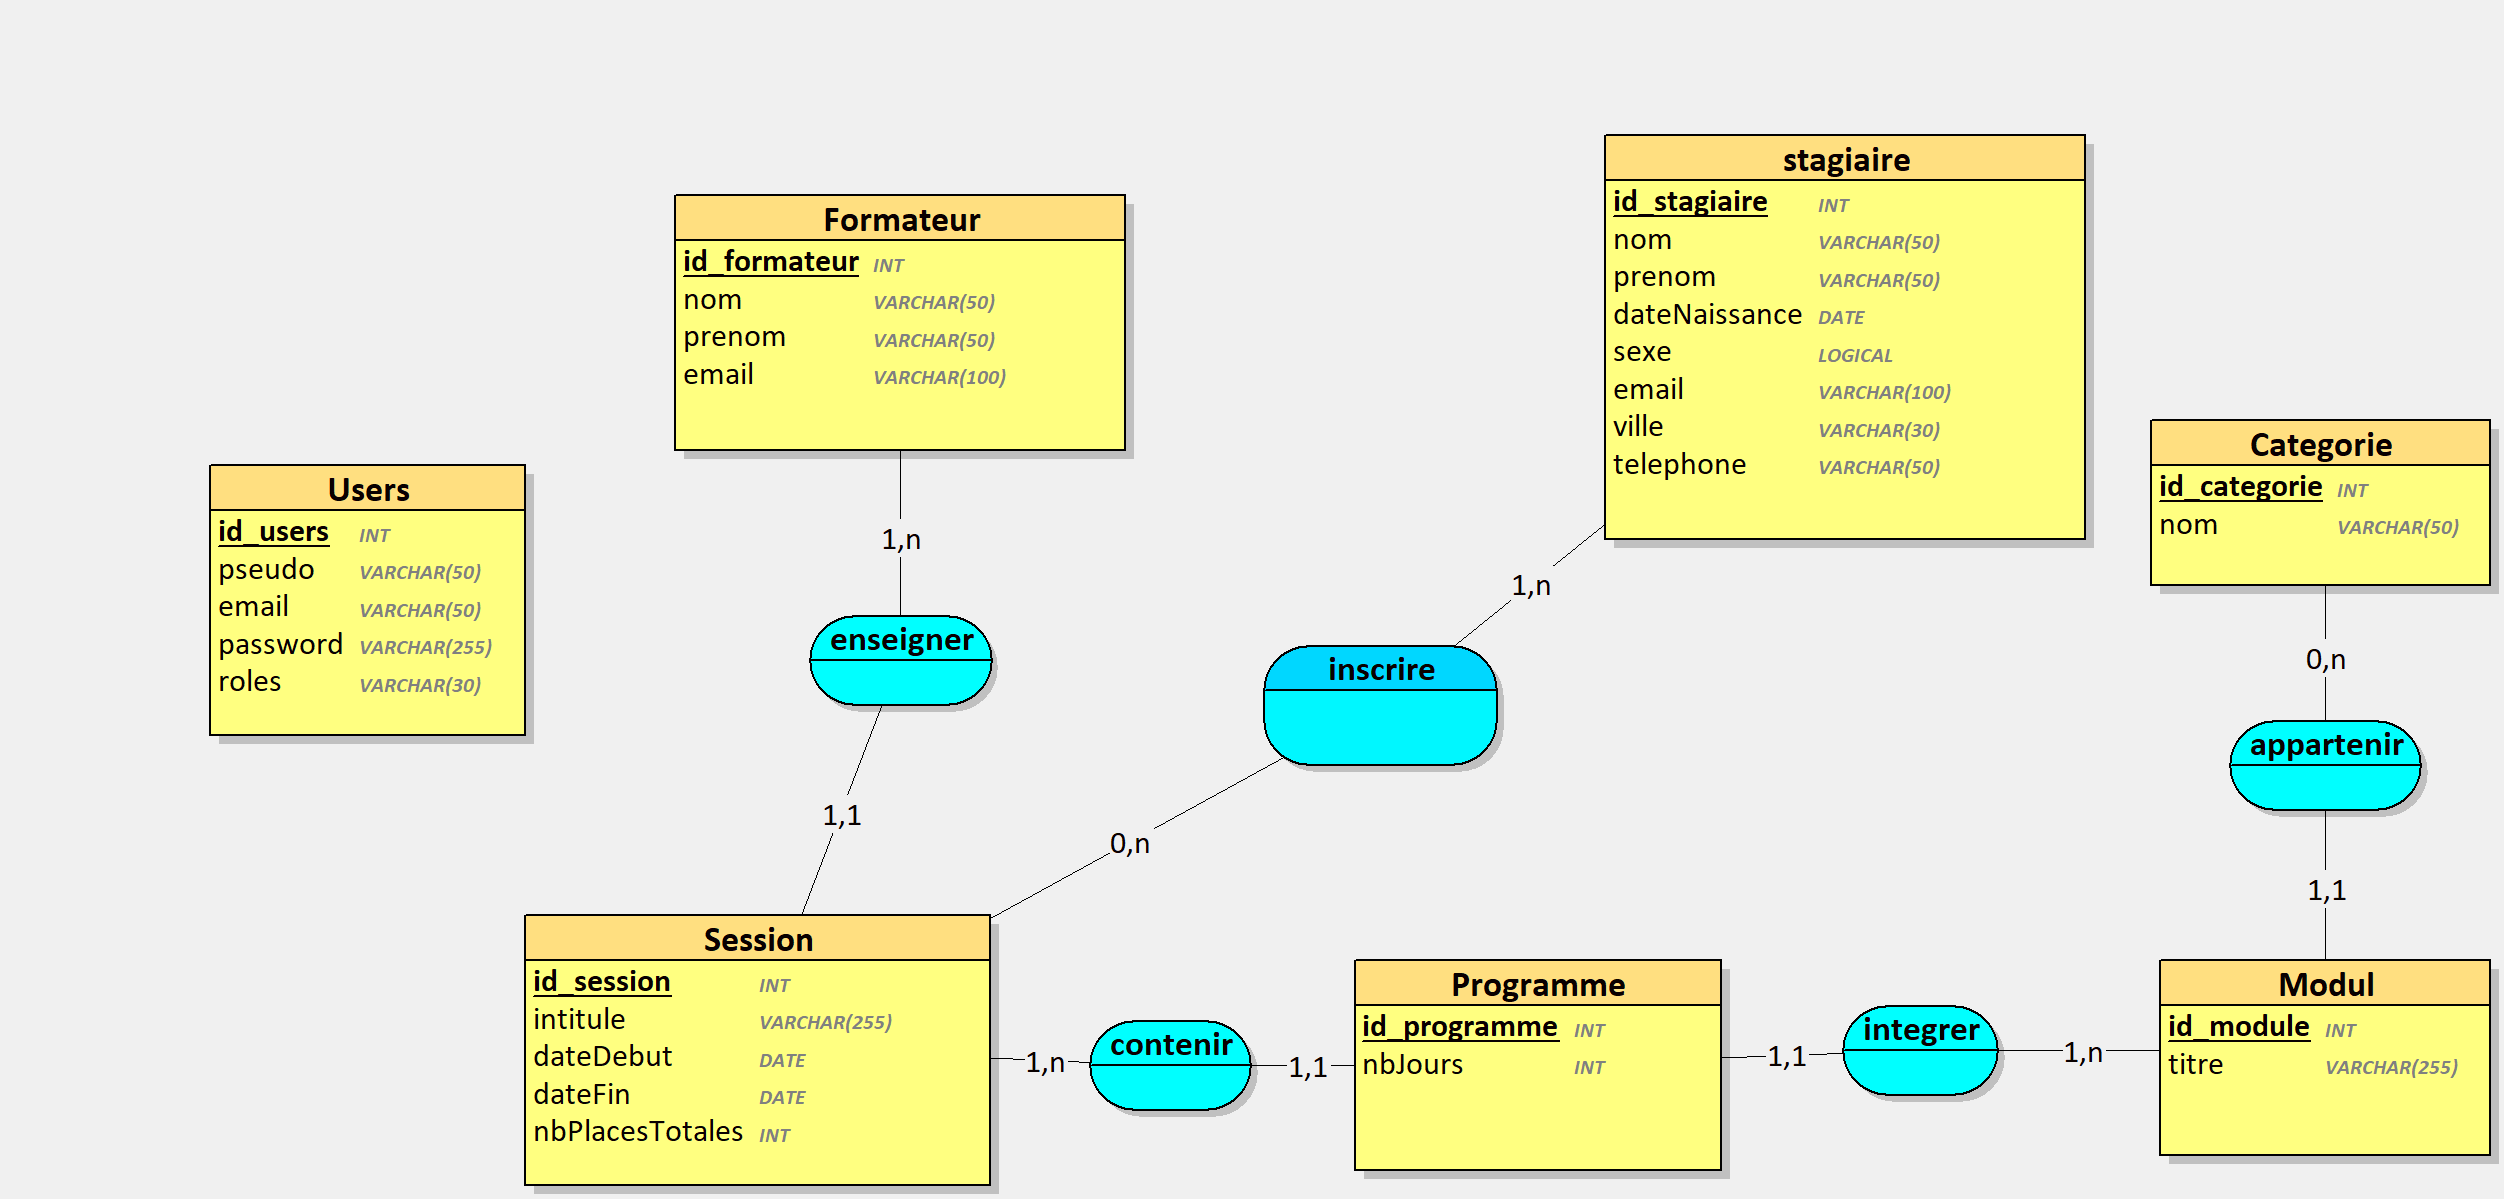 stagiaire
id_stagiaire INT
nom VARCHAR(50)
prenom VARCHAR(50)
dateNaissance DATE
sexe LOGICAL
email VARCHAR(100)
ville VARCHAR(30)
telephone VARCHAR(50)
Formateur
id_formateur INT
nom VARCHAR(50)
prenom VARCHAR(50)
email VARCHAR(100)
Categorie
id_categorie INT
nom VARCHAR(50)
Users
id_users INT
pseudo VARCHAR(50)
email VARCHAR(50)
password VARCHAR(255)
roles VARCHAR(30)
1,n
1,n
enseigner
inscrire
0,n
appartenir
1,1
0,n
1,1
Session
id_session INT
intitule VARCHAR(255)
dateDebut DATE
dateFin DATE
nbPlacesTotales INT
1,n
contenir
1,1
Programme
id_programme INT
nbJours INT
1,1
integrer
1,n
Modul
id_module INT
titre VARCHAR(255)